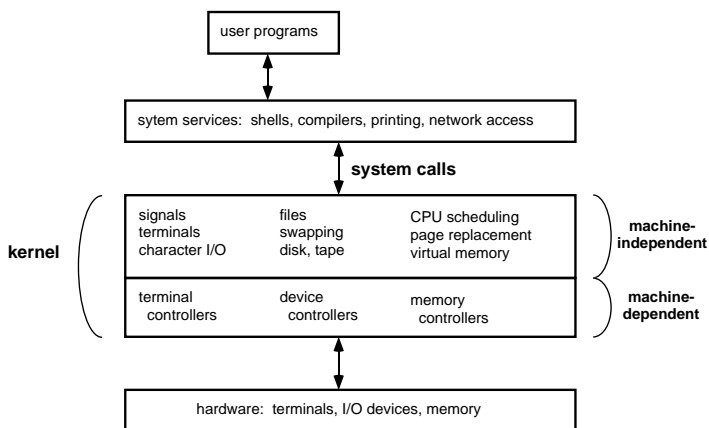 user programs
sytem services: shells, compilers, printing, network access
system calls
kernel
signals
terminals
character I/O
files
swapping
disk, tape
CPU scheduling
page replacement
virtual memory
machine-
independent
terminal
controllers
device
controllers
memory
controllers
machine-
dependent
hardware: terminals, I/O devices, memory